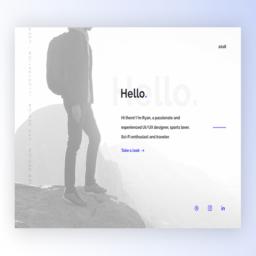 Hello.
Hello.
Hi there! I'm Ryan, a passionate and
experienced UI/UX designer, sports lover,
Sci-Fi enthusiast and traveler.
Take a look →
in